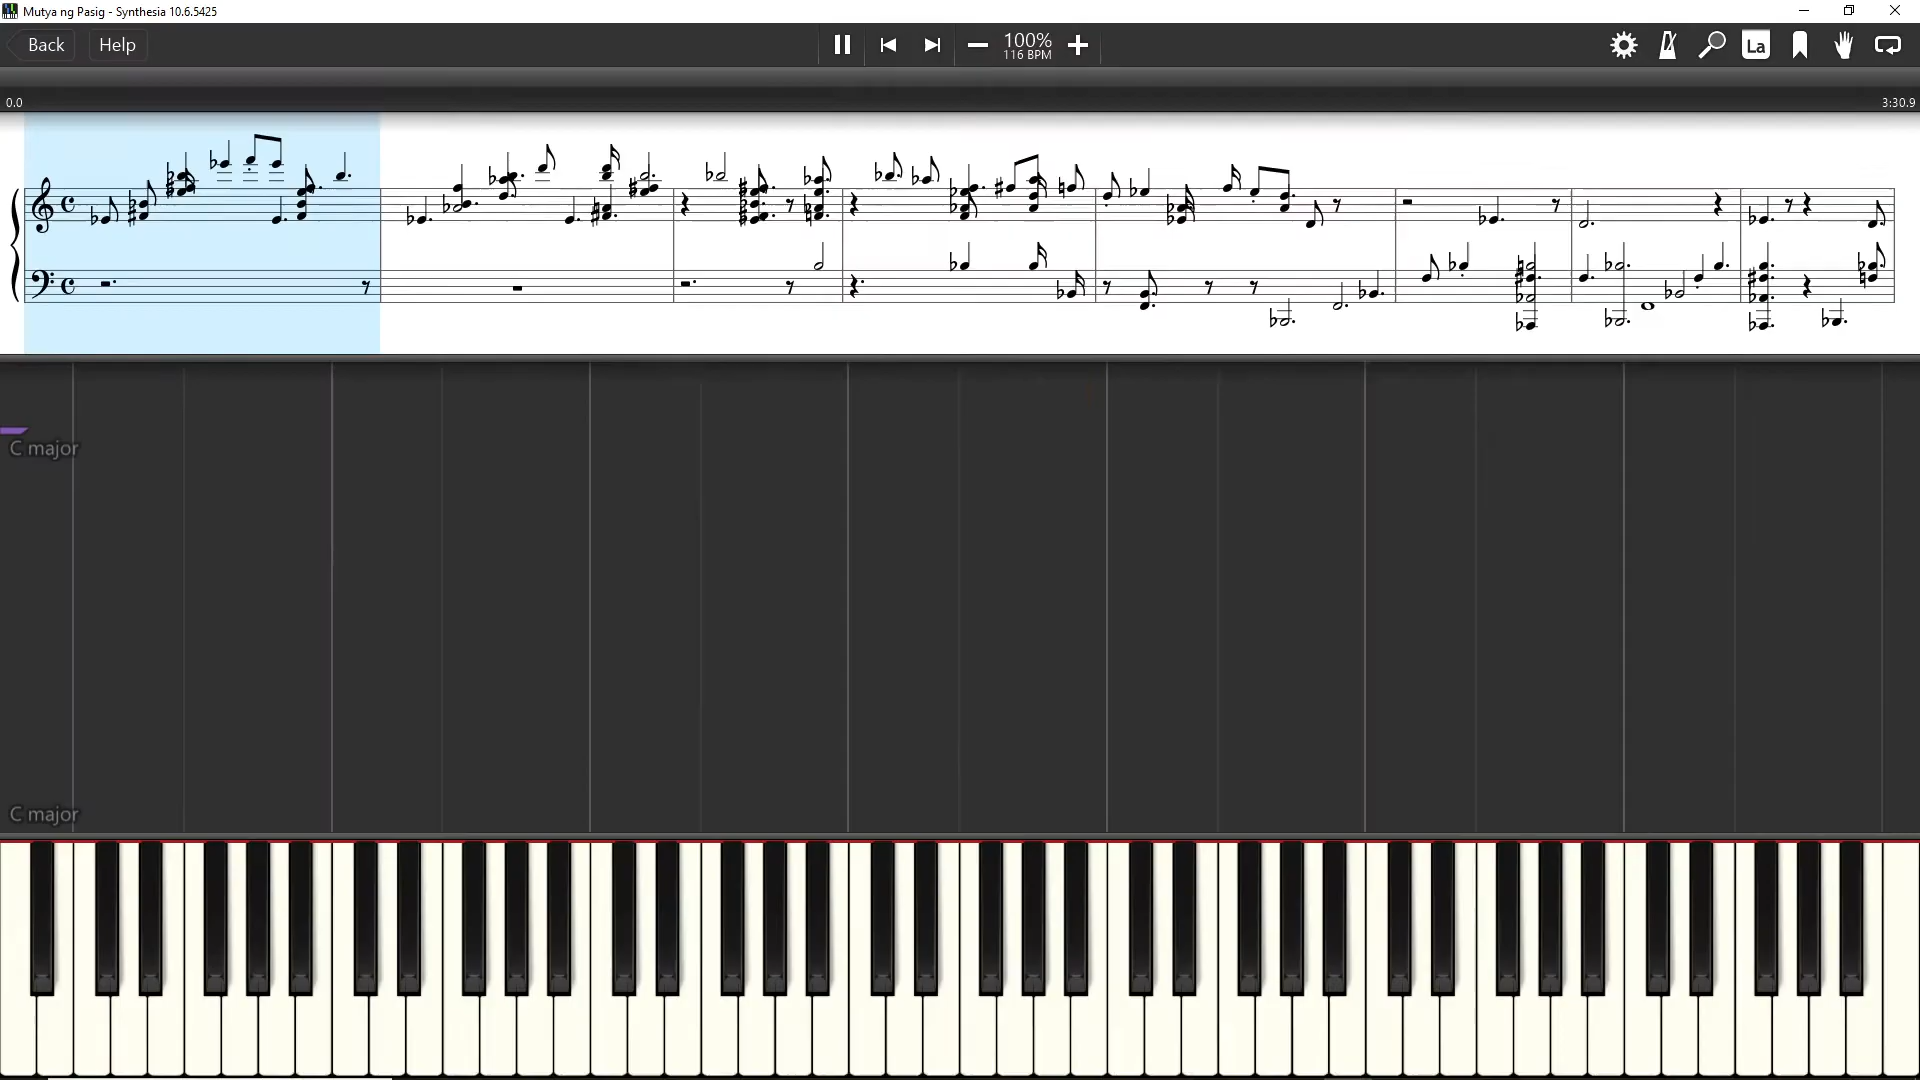 Mutya ng Pasig - Synthesia 10.6.5425
Back
Help
100%
116 BPM
La
0.0
3:30.9
C major
C major